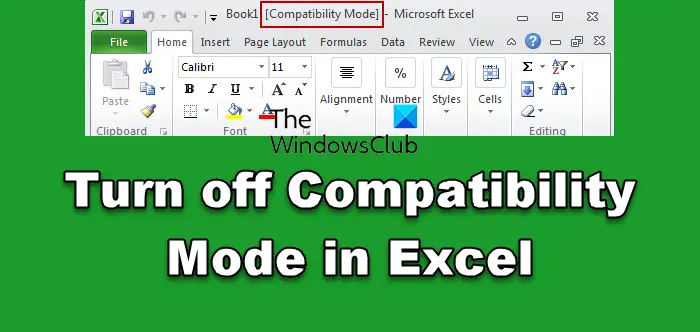 Book1 [Compatibility Mode] - Microsoft Excel
File Home Insert Page Layout Formulas Data Review View
Paste
Calibri 11
B I U A A
A
Alignment
%
Number
Styles
Cells
Σ
Clipboard Font Editing
The
WindowsClub
Turn off Compatibility
Mode in Excel